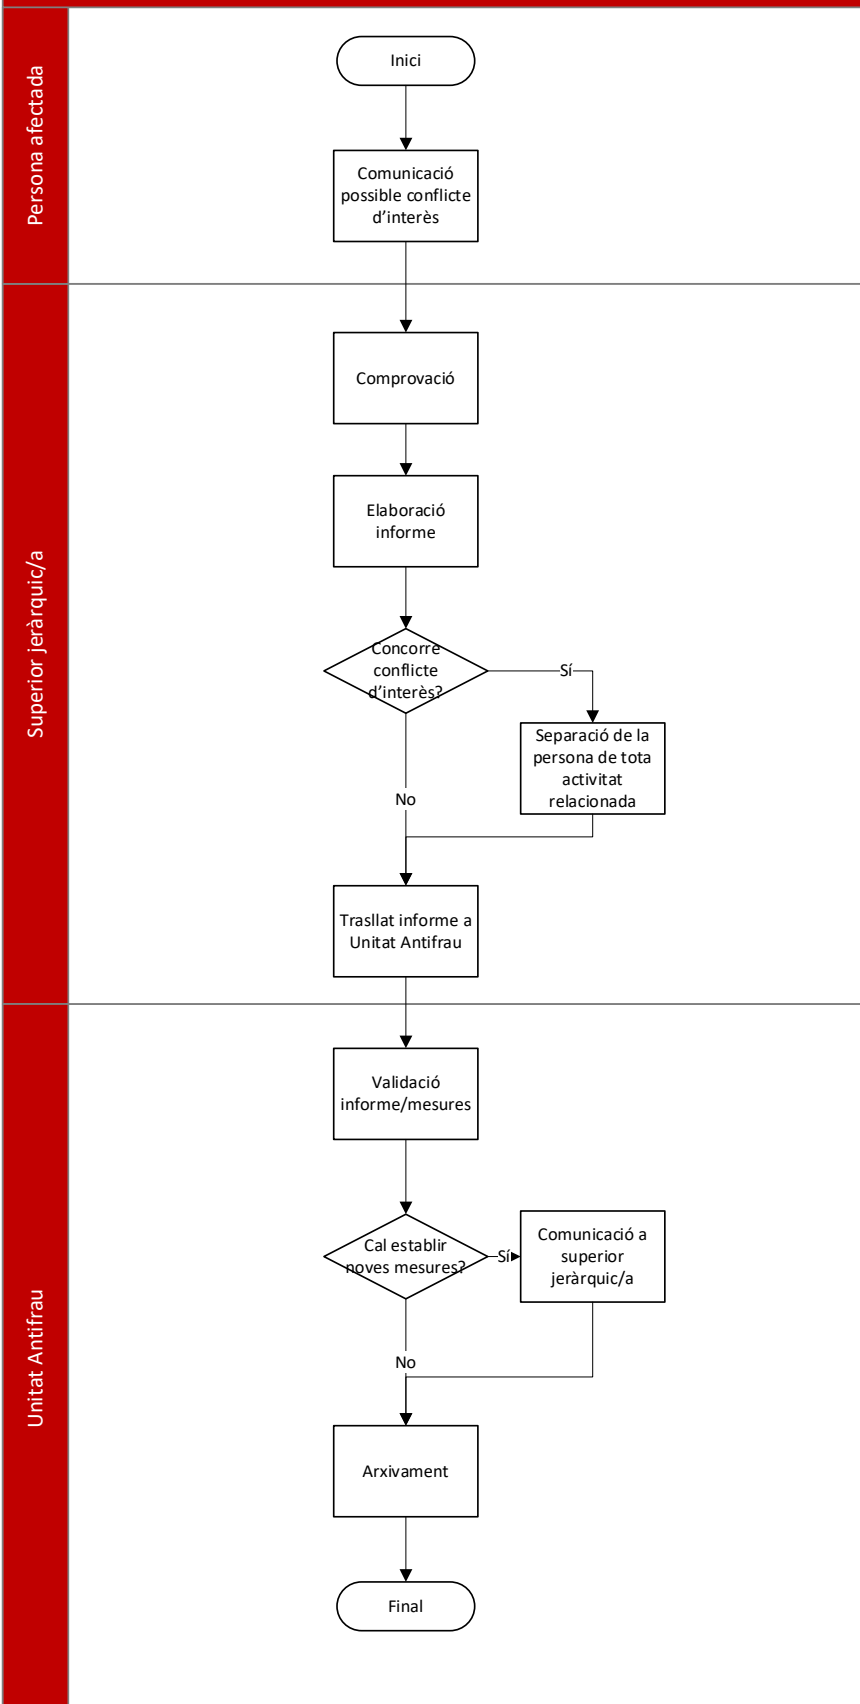 Persona afectada
Inici
Comunicació
possible conflicte
d’interès
Superior jeràrquic/a
Comprovació
Elaboració
informe
Concorre
conflicte
d’interès?
Sí
Separació de la
persona de tota
activitat
relacionada
No
Trasllat informe a
Unitat Antifrau
Unitat Antifrau
Validació
informe/mesures
Cal establir
noves mesures?
Sí
Comunicació a
superior
jeràrquic/a
No
Arxivament
Final